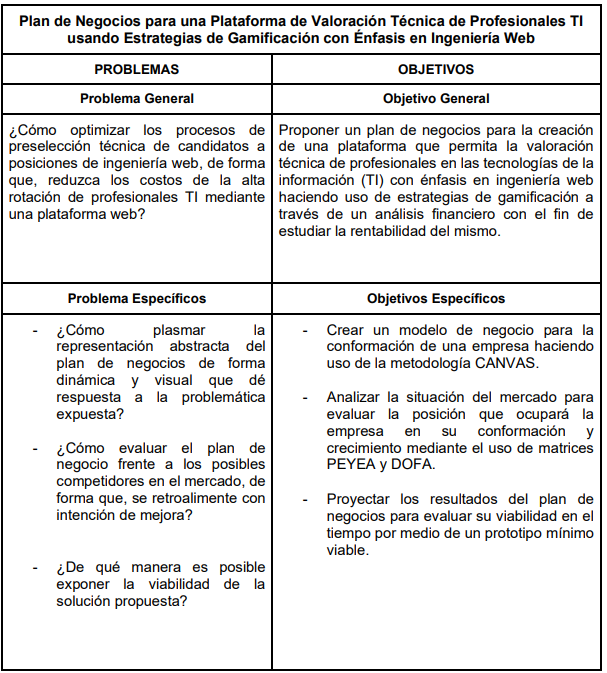 Plan de Negocios para una Plataforma de Valoración Técnica de Profesionales TI
usando Estrategias de Gamificación con Énfasis en Ingeniería Web
PROBLEMAS
OBJETIVOS
Problema General
Objetivo General
¿Cómo optimizar los procesos de
preselección técnica de candidatos a
posiciones de ingeniería web, de forma
que, reduzca los costos de la alta
rotación de profesionales TI mediante
una plataforma web?
Proponer un plan de negocios para la creación
de una plataforma que permita la valoración
técnica de profesionales en las tecnologías de la
información (TI) con énfasis en ingeniería web
haciendo uso de estrategias de gamificación a
través de un análisis financiero con el fin de
estudiar la rentabilidad del mismo.
Problema Específicos
Objetivos Específicos
- ¿Cómo plasmar la
representación abstracta del
plan de negocios de forma
dinámica y visual que dé
respuesta a la problemática
expuesta?
- ¿Cómo evaluar el plan de
negocio frente a los posibles
competidores en el mercado, de
forma que, se retroalimente con
intención de mejora?
- ¿De qué manera es posible
exponer la viabilidad de la
solución propuesta?
- Crear un modelo de negocio para la
conformación de una empresa haciendo
uso de la metodología CANVAS.
- Analizar la situación del mercado para
evaluar la posición que ocupará la
empresa en su conformación y
crecimiento mediante el uso de matrices
PEYEA y DOFA.
- Proyectar los resultados del plan de
negocios para evaluar su viabilidad en el
tiempo por medio de un prototipo mínimo
viable.